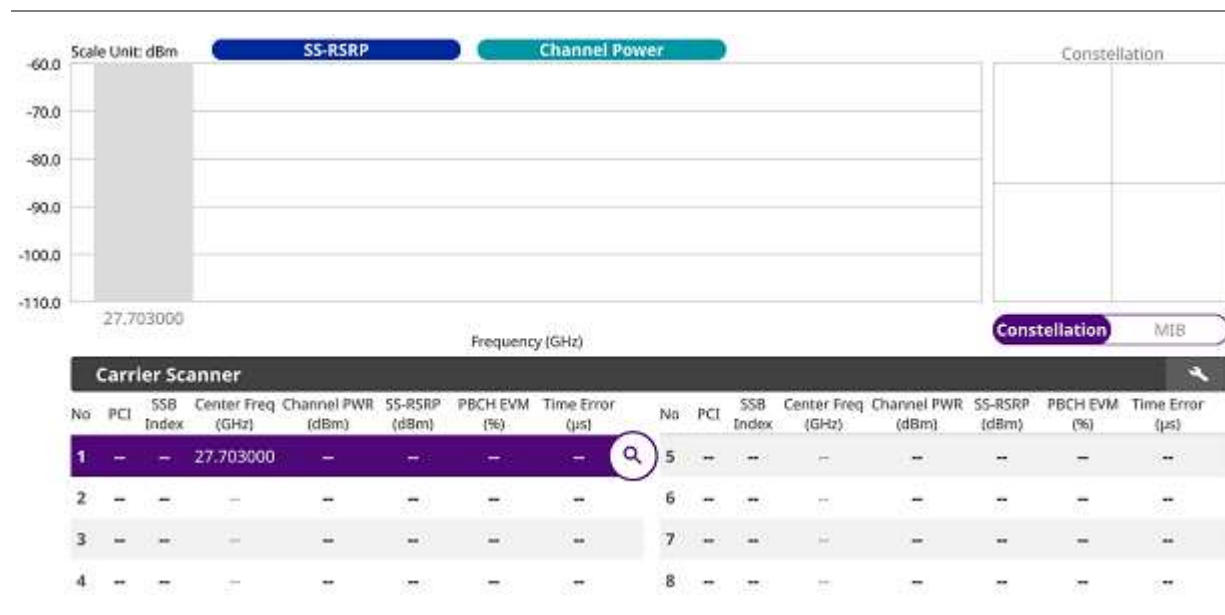 Scale Unit: dBm SS-RSRP Channel Power Constellation
-60.0
-70.0
-80.0
-90.0
-100.0
-110.0
27.703000
Frequency (GHz)
Constellation MIB
Carrier Scanner
No PCI SSB Index Center Freq (GHz) Channel PWR (dBm) SS-RSRP (dBm) PBCH EVM (%) Time Error (µs) No PCI SSB Index Center Freq (GHz) Channel PWR (dBm) SS-RSRP (dBm) PBCH EVM (%) Time Error (µs)
1 -- -- 27.703000 -- -- -- -- 5 -- -- -- -- -- -- --
2 -- -- -- -- -- -- -- 6 -- -- -- -- -- -- --
3 -- -- -- -- -- -- -- 7 -- -- -- -- -- -- --
4 -- -- -- -- -- -- -- 8 -- -- -- -- -- -- --